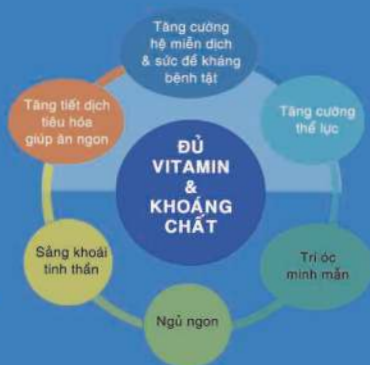 Tăng cường
hệ miễn dịch
& sức đề kháng
bệnh tật
Tăng tiết dịch
tiêu hóa
giúp ăn ngon
Tăng cường
thể lực
ĐỦ
VITAMIN
&
KHOÁNG
CHẤT
Sảng khoái
tinh thần
Trí óc
minh mẫn
Ngủ ngon